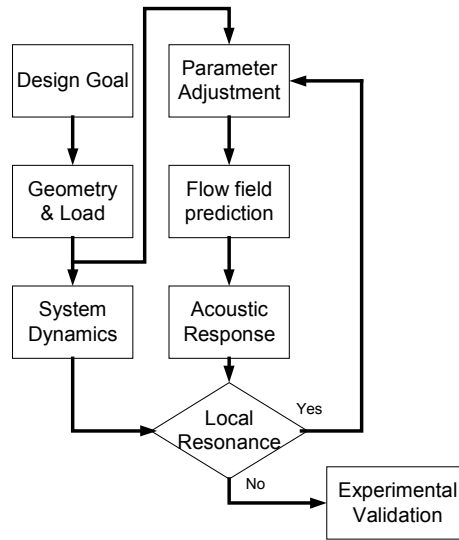 Design Goal
Parameter
Adjustment
Geometry
& Load
Flow field
prediction
System
Dynamics
Acoustic
Response
Local
Resonance
Yes
No
Experimental
Validation